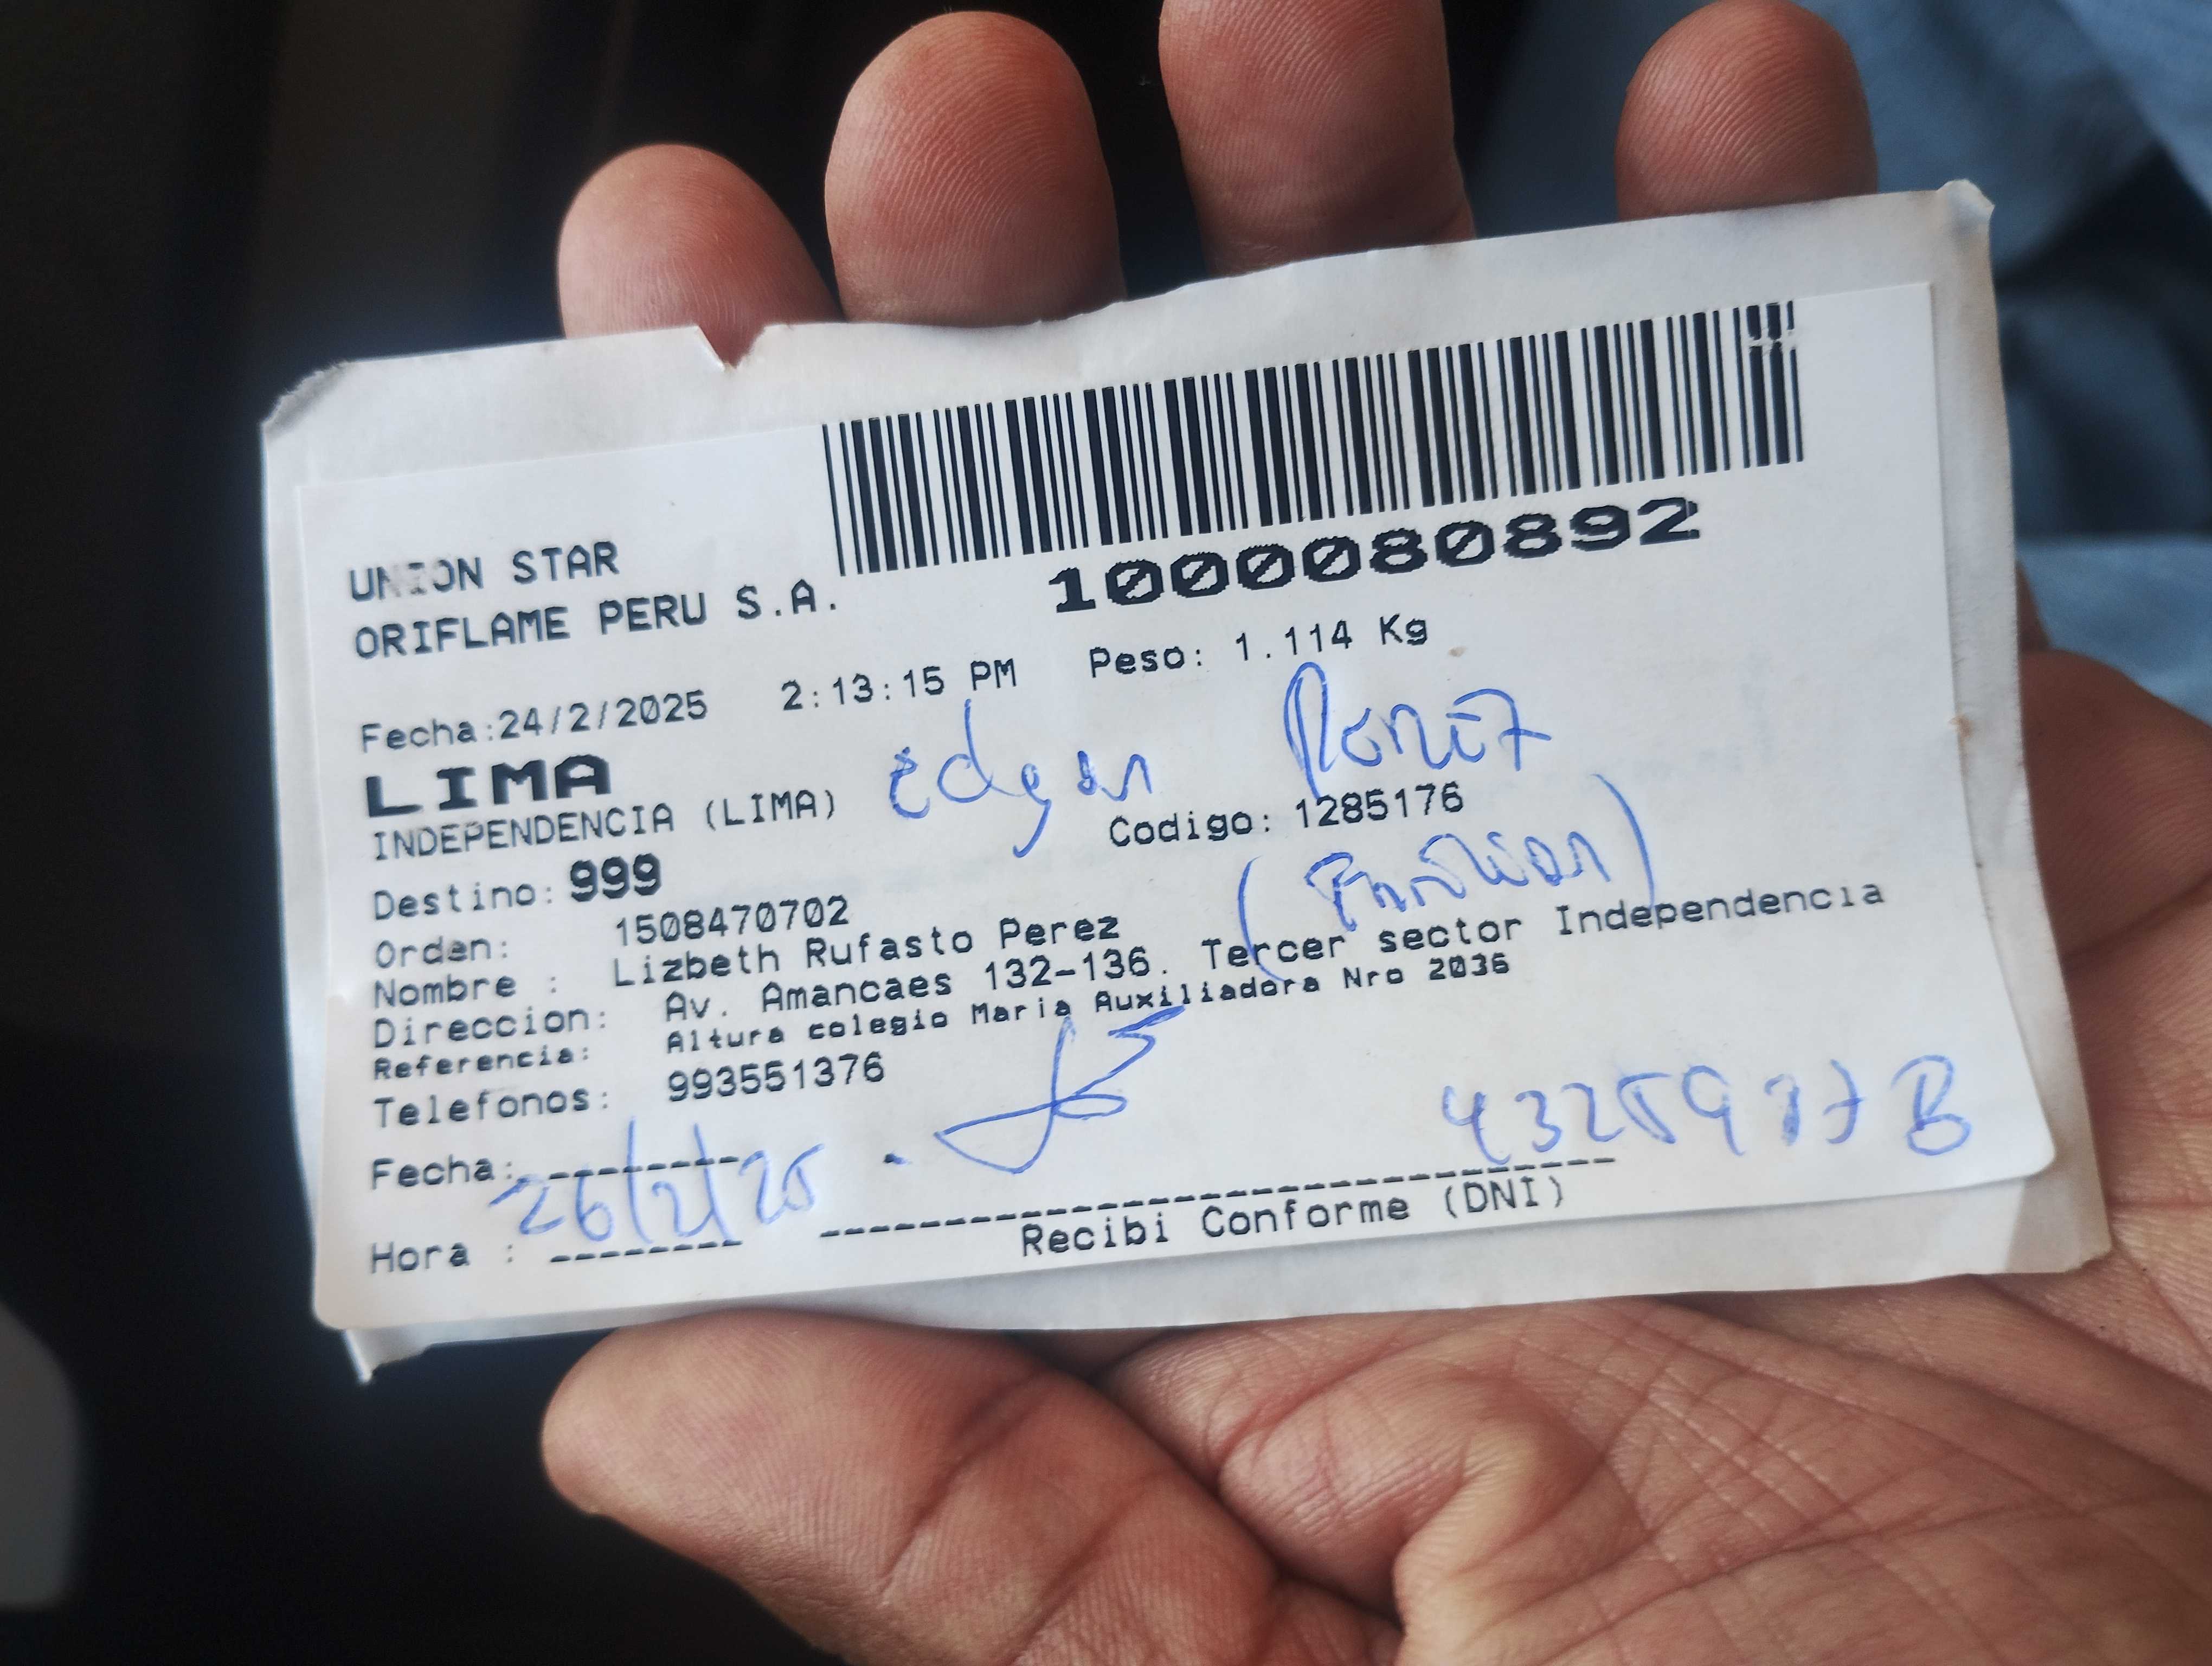 UNION STAR
ORIFLAME PERU S.A.
1000080892
Fecha:24/2/2025 2:13:15 PM Peso: 1.114 Kg
LIMA
edgar
INDEPENDENCIA (LIMA)
Codigo: 1285176
Destino: 999
Orden: 1508470702
Nombre : Lizbeth Rufasto Perez
Direccion: Av. Amancaes 132-136. Tercer sector Independencia
Referencia: Altura colegio Maria Auxiliadora Nro 2036
Telefonos: 993551376
Fecha: 26/2/25
Hora :
Recibi Conforme (DNI)